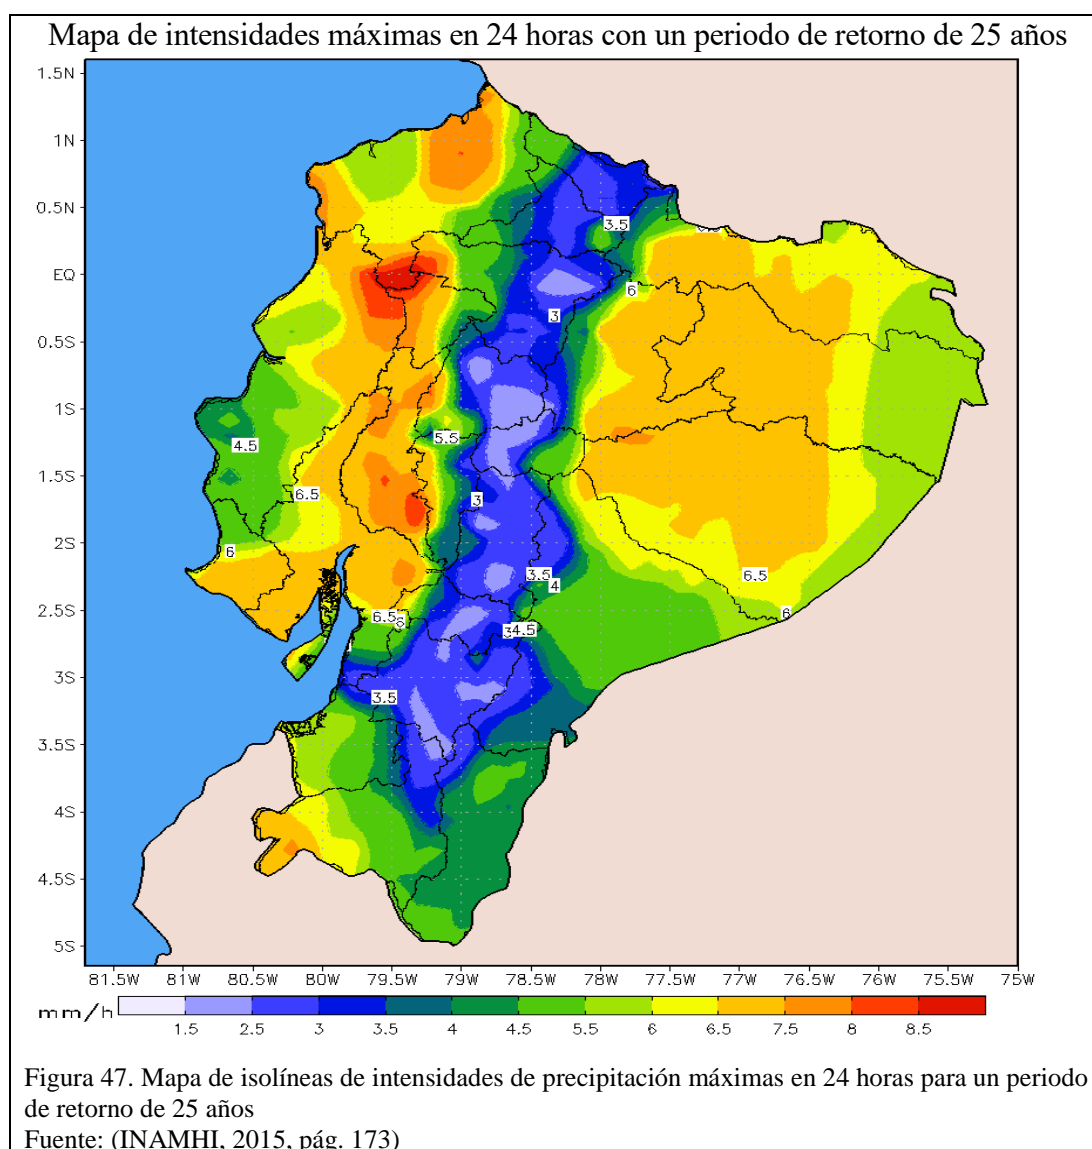 Mapa de intensidades máximas en 24 horas con un periodo de retorno de 25 años
1.5N
1N
0.5N
3.5
EQ
6
3
0.5S
1S
5.5
4.5
1.5S
6.5
3
2S
6
3.5
6.5
4
2.5S
6.5
6
6
3
4.5
3S
3.5
3.5S
4S
4.5S
5S
81.5W 81W 80.5W 80W 79.5W 79W 78.5W 78W 77.5W 77W 76.5W 76W 75.5W 75W
mm/h
1.5 2.5 3 3.5 4 4.5 5.5 6 6.5 7.5 8 8.5
Figura 47. Mapa de isolíneas de intensidades de precipitación máximas en 24 horas para un periodo
de retorno de 25 años
Fuente: (INAMHI, 2015, pág. 173)